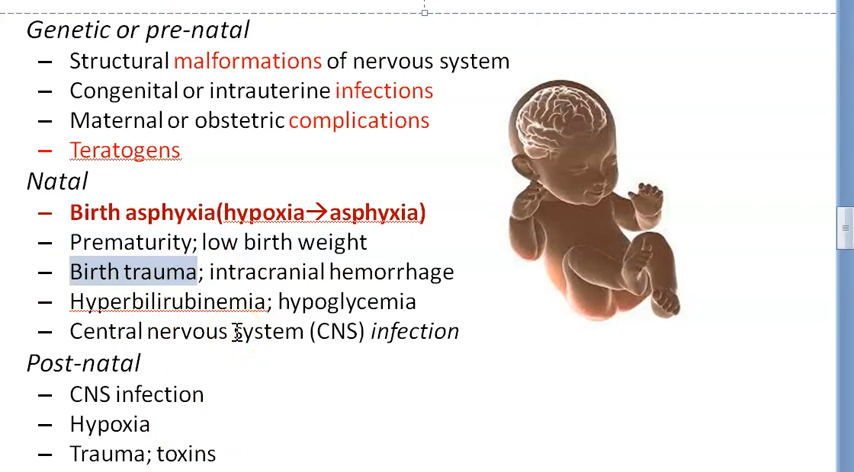 Genetic or pre-natal
– Structural malformations of nervous system
– Congenital or intrauterine infections
– Maternal or obstetric complications
– Teratogens
Natal
– Birth asphyxia(hypoxia→asphyxia)
– Prematurity; low birth weight
– Birth trauma; intracranial hemorrhage
– Hyperbilirubinemia; hypoglycemia
– Central nervous system (CNS) infection
Post-natal
– CNS infection
– Hypoxia
– Trauma; toxins